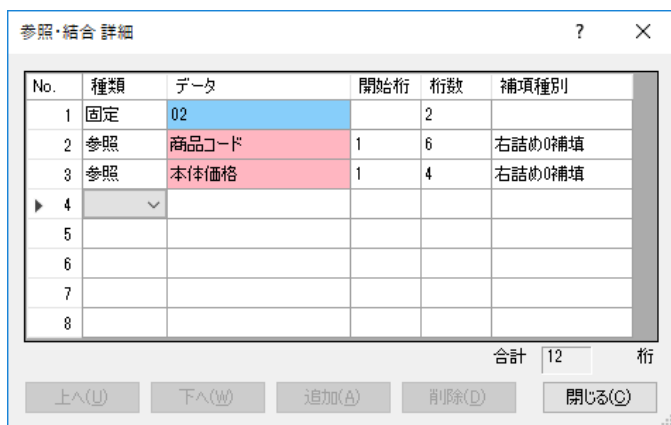 参照・結合 詳細 ? ×
No. 種類 データ 開始桁 桁数 補項種別
1 固定 02 2
2 参照 商品コード 1 6 右詰め0補填
3 参照 本体価格 1 4 右詰め0補填
4
5
6
7
8
合計 12 桁
上へ(U) 下へ(W) 追加(A) 削除(D) 閉じる(C)